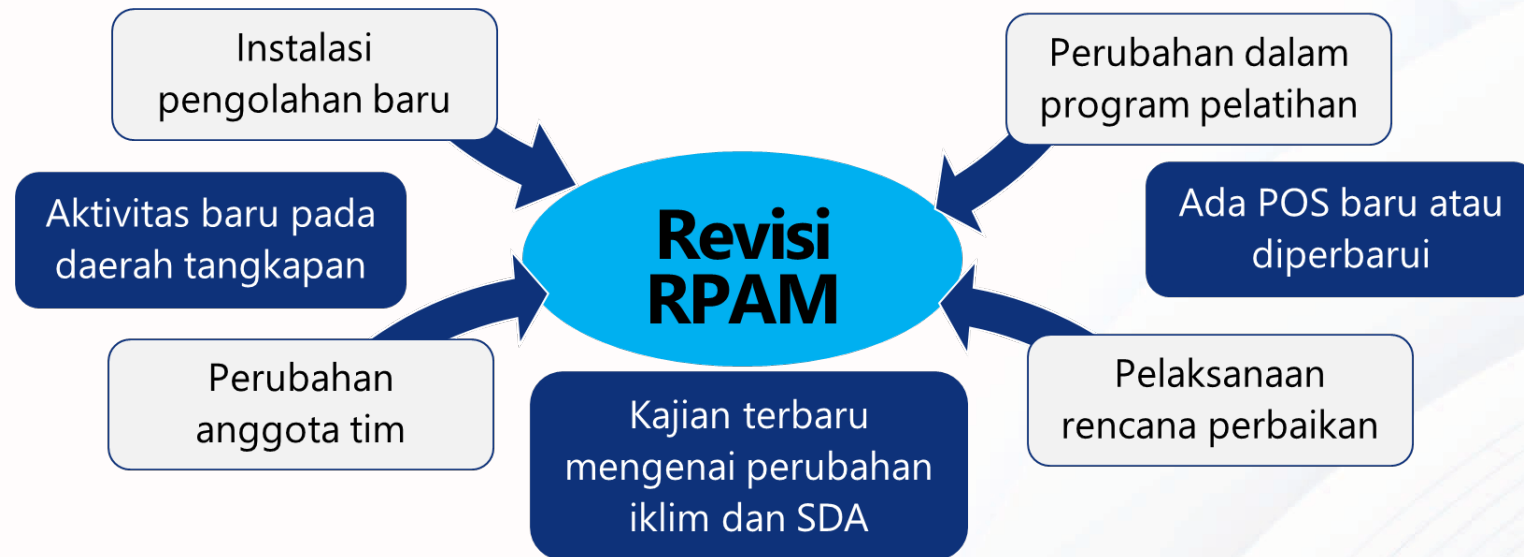 Instalasi
pengolahan baru
Perubahan dalam
program pelatihan
Aktivitas baru pada
daerah tangkapan
Revisi
RPAM
Ada POS baru atau
diperbarui
Perubahan
anggota tim
Kajian terbaru
mengenai perubahan
iklim dan SDA
Pelaksanaan
rencana perbaikan